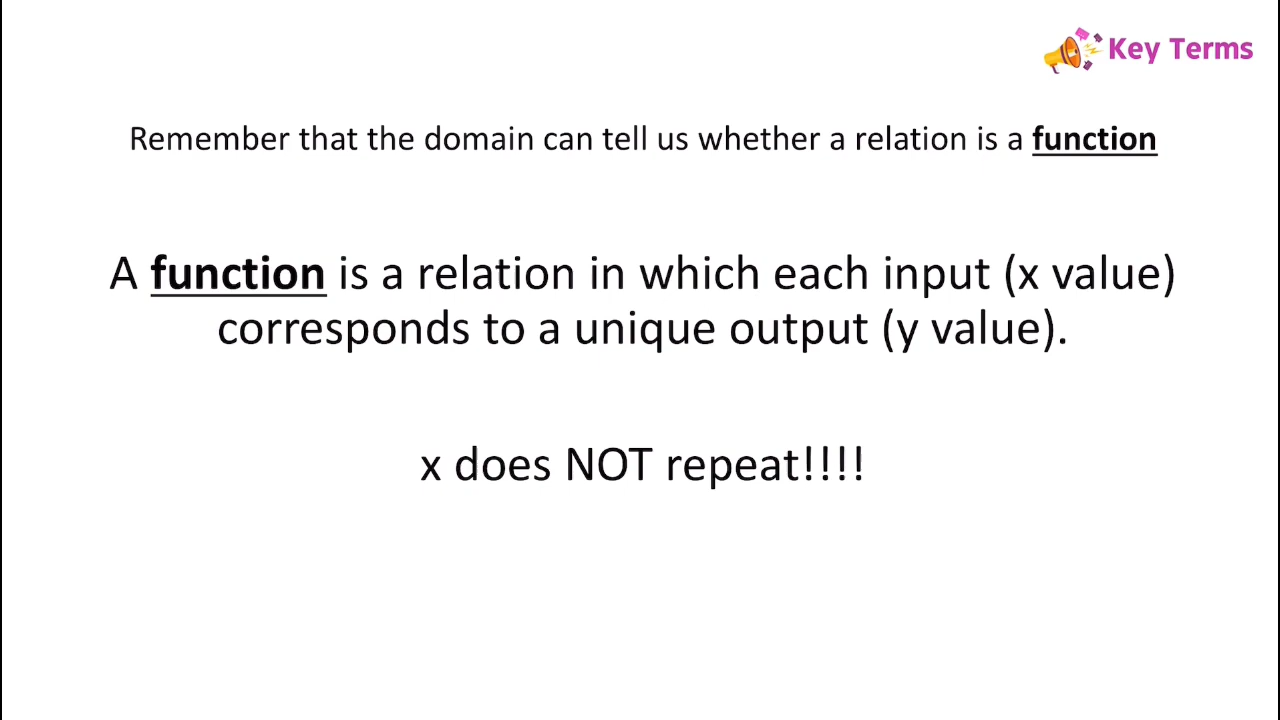 Key Terms
Remember that the domain can tell us whether a relation is a function
A function is a relation in which each input (x value)
corresponds to a unique output (y value).
x does NOT repeat!!!!